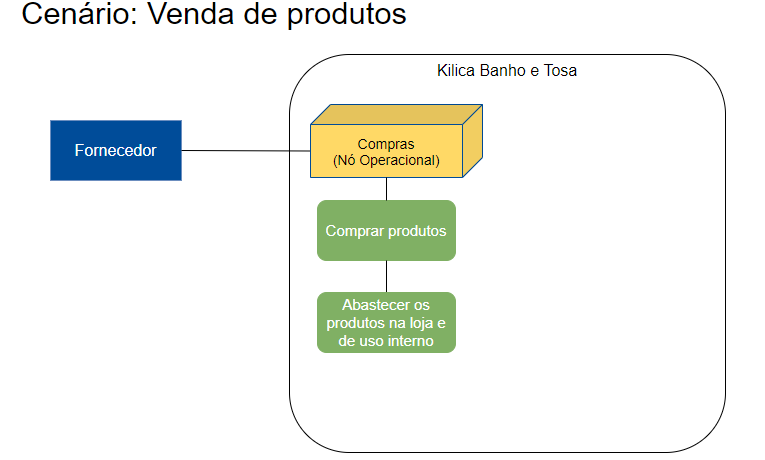 Cenário: Venda de produtos
Kilica Banho e Tosa
Fornecedor
Compras
(Nó Operacional)
Comprar produtos
Abastecer os
produtos na loja e
de uso interno